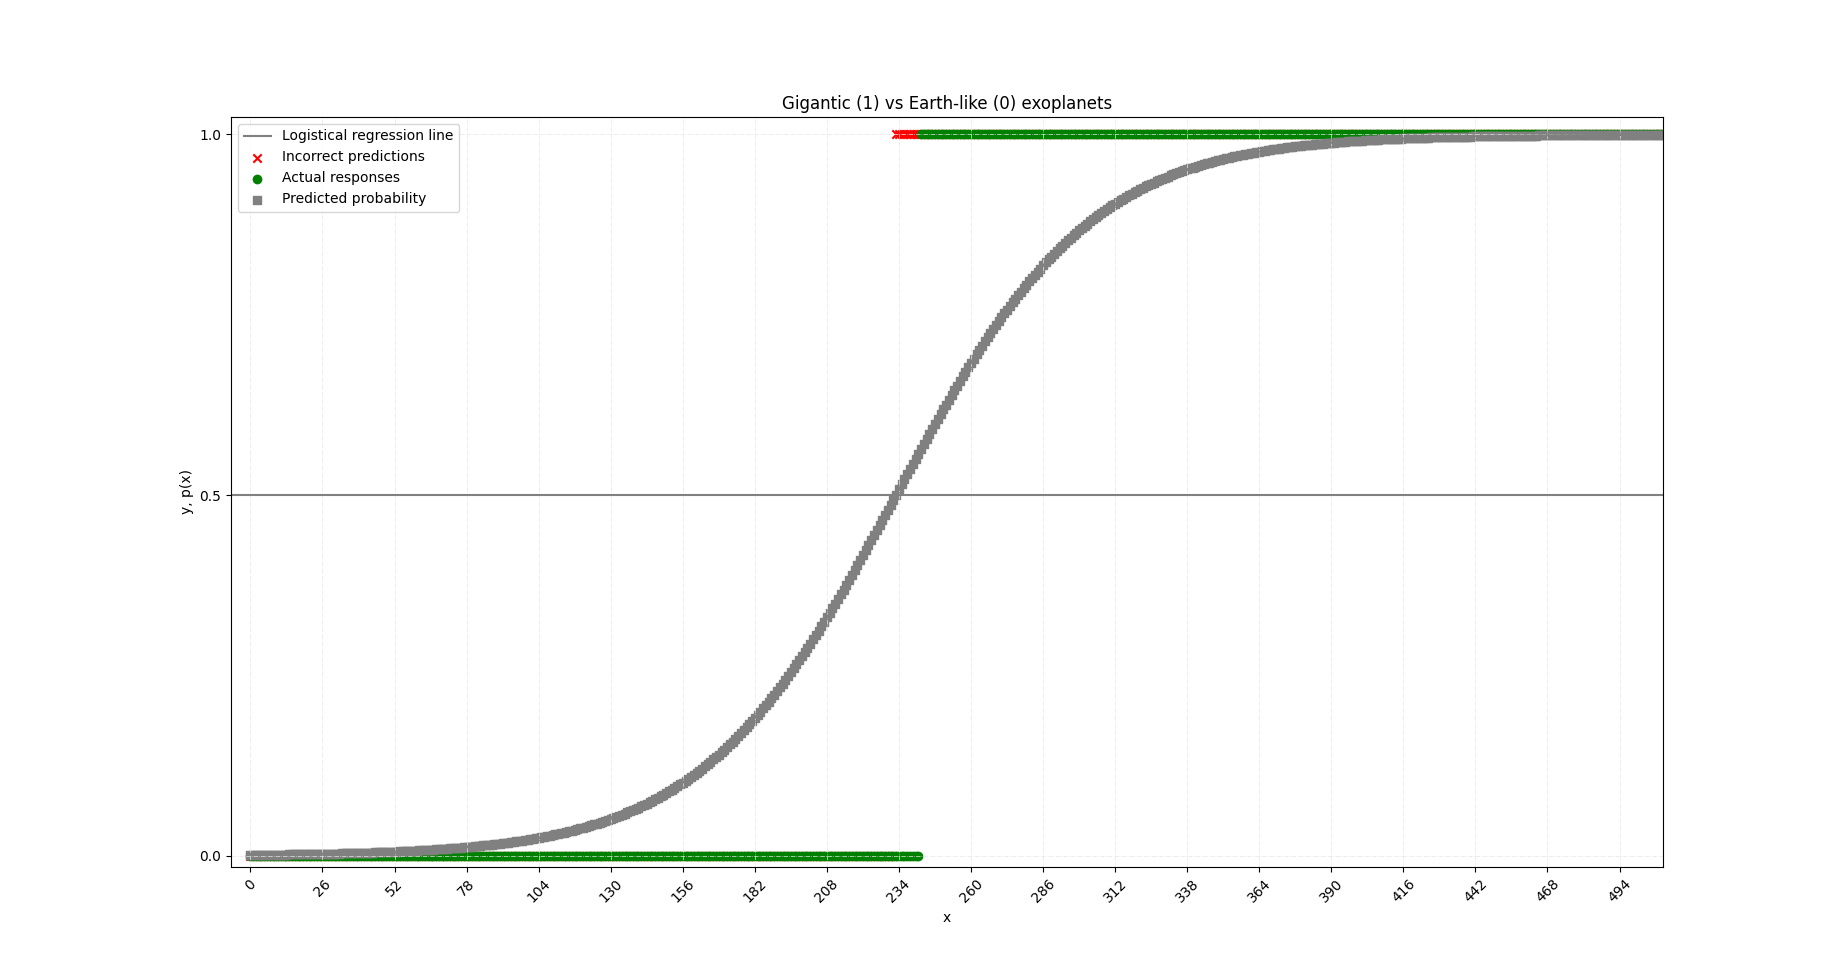 Gigantic (1) vs Earth-like (0) exoplanets
Logistical regression line
Incorrect predictions
Actual responses
Predicted probability
1.0
0.5
0.0
y, p(x)
0 26 52 78 104 130 156 182 208 234 260 286 312 338 364 390 416 442 468 494
x